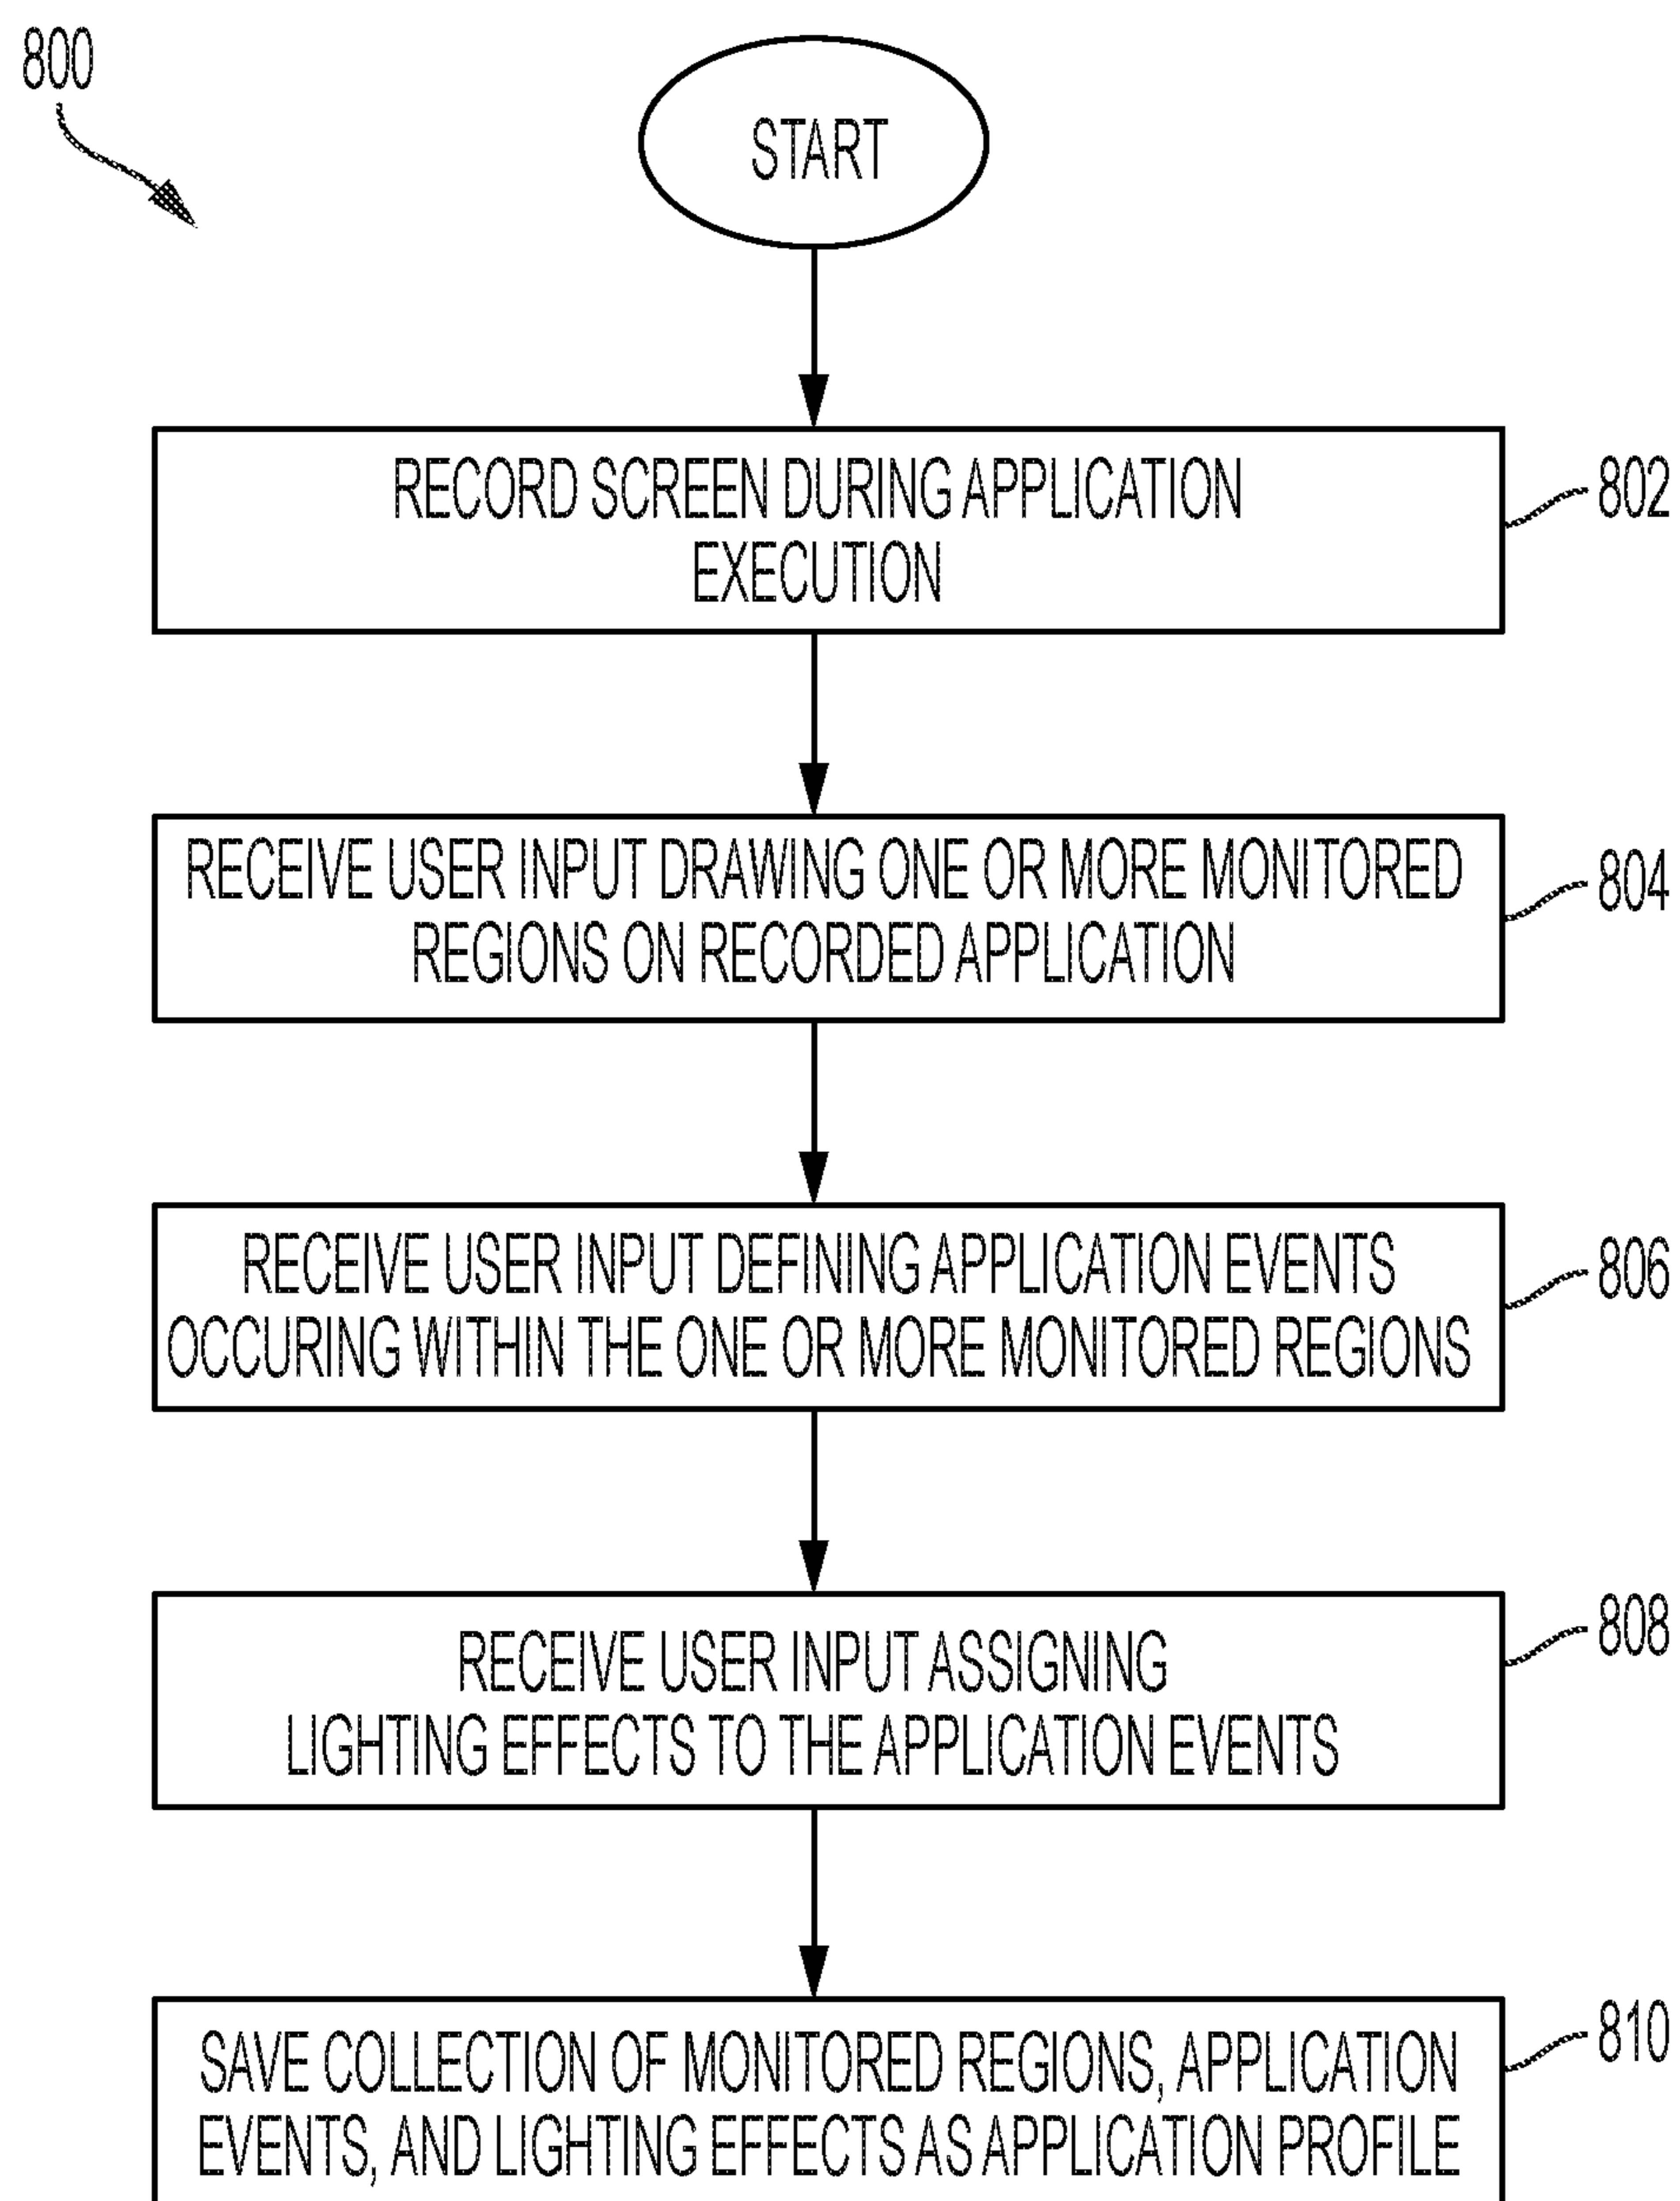 800
START
RECORD SCREEN DURING APPLICATION
EXECUTION
802
RECEIVE USER INPUT DRAWING ONE OR MORE MONITORED
REGIONS ON RECORDED APPLICATION
804
RECEIVE USER INPUT DEFINING APPLICATION EVENTS
OCCURING WITHIN THE ONE OR MORE MONITORED REGIONS
806
RECEIVE USER INPUT ASSIGNING
LIGHTING EFFECTS TO THE APPLICATION EVENTS
808
SAVE COLLECTION OF MONITORED REGIONS, APPLICATION
EVENTS, AND LIGHTING EFFECTS AS APPLICATION PROFILE
810